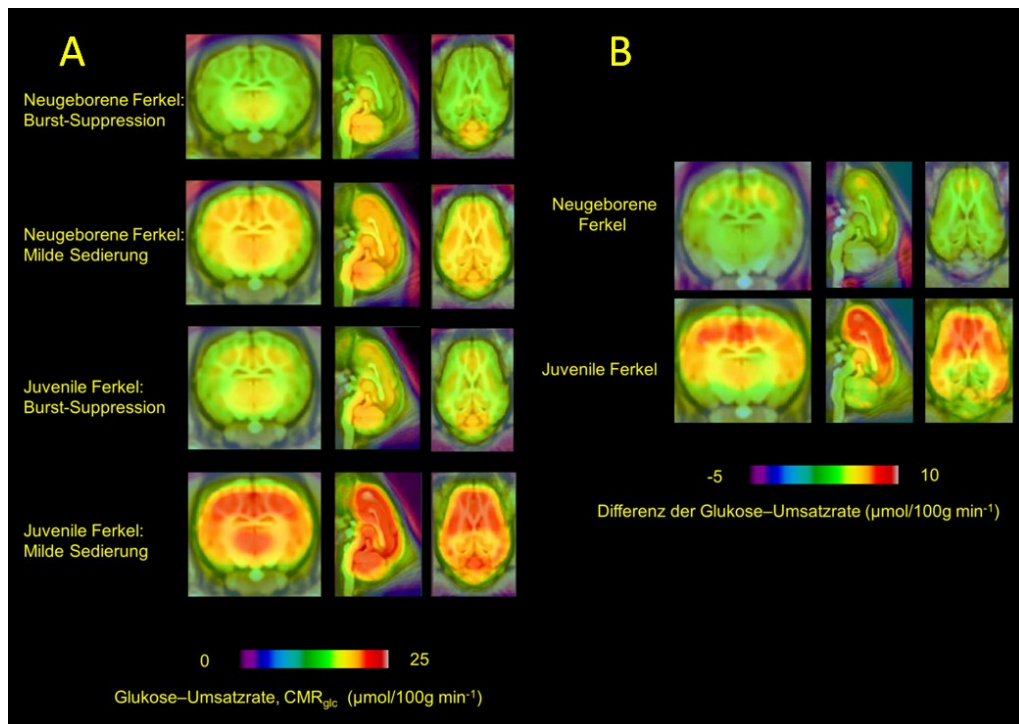 A
Neugeborene Ferkel:
Burst-Suppression
Neugeborene Ferkel:
Milde Sedierung
Juvenile Ferkel:
Burst-Suppression
Juvenile Ferkel:
Milde Sedierung
0 25
Glukose–Umsatzrate, CMRglc (µmol/100g min-1)
B
Neugeborene
Ferkel
Juvenile Ferkel
-5 10
Differenz der Glukose–Umsatzrate (µmol/100g min-1)